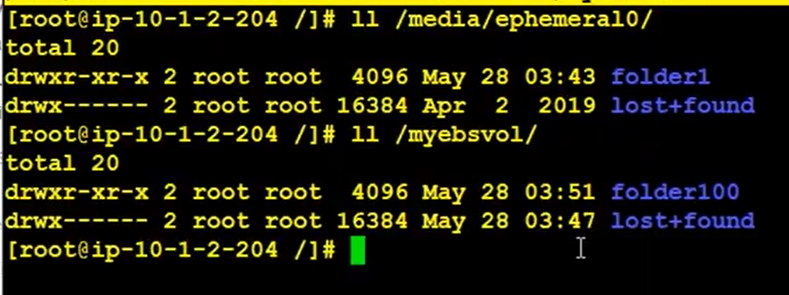 [root@ip-10-1-2-204 /]# ll /media/ephemeral0/
total 20
drwxr-xr-x 2 root root  4096 May 28 03:43 folder1
drwx------ 2 root root 16384 Apr  2  2019 lost+found
[root@ip-10-1-2-204 /]# ll /myebsvol/
total 20
drwxr-xr-x 2 root root  4096 May 28 03:51 folder100
drwx------ 2 root root 16384 May 28 03:47 lost+found
[root@ip-10-1-2-204 /]#